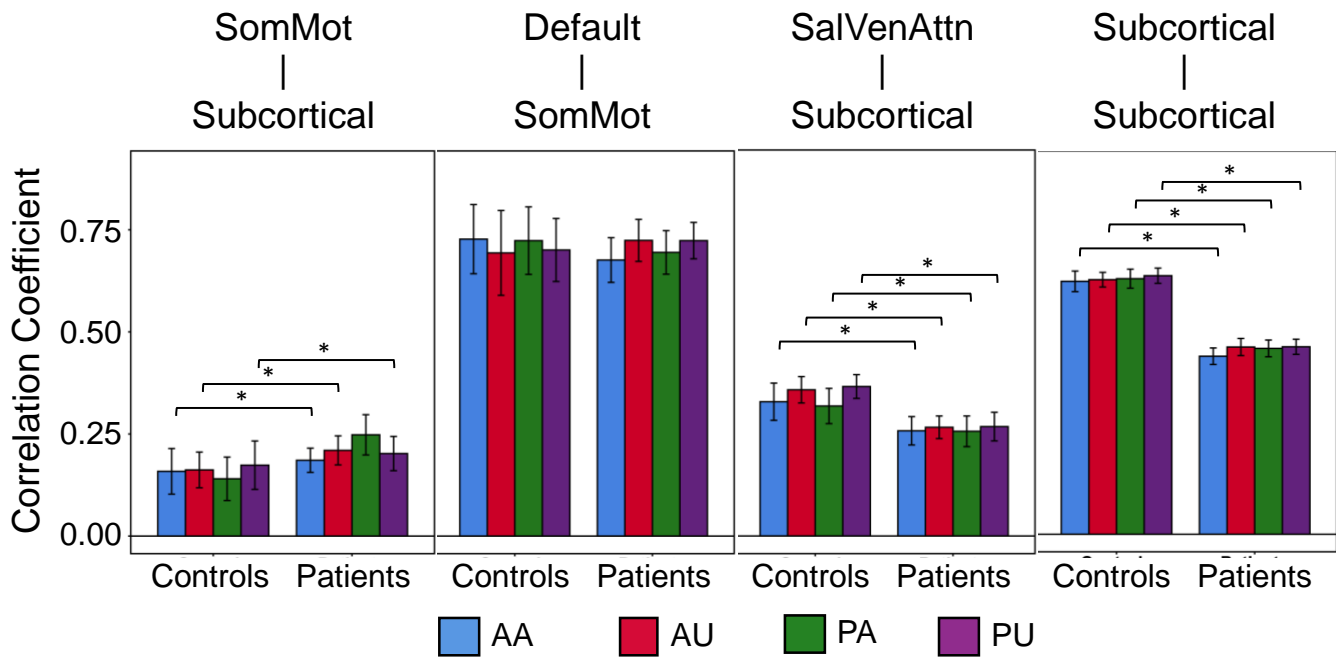 SomMot
|
Subcortical
Default
|
SomMot
SalVenAttn
|
Subcortical
Subcortical
|
Subcortical
Correlation Coefficient
0.75
0.50
0.25
0.00
*
*
*
*
*
*
*
*
*
*
*
Controls Patients
Controls Patients
Controls Patients
Controls Patients
AA AU PA PU